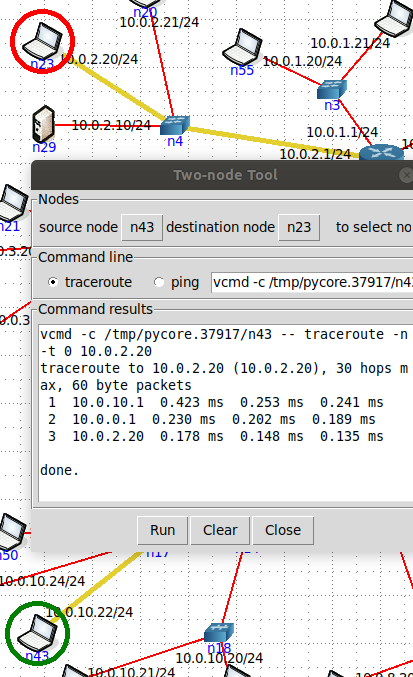 n20
10.0.2.21/24
10.0.1.21/24
n23
10.0.2.20/24
n55
10.0.1.20/24
n3
n29
10.0.2.10/24
n4
10.0.1.1/24
10.0.2.1/24
Two-node Tool
Nodes
source node n43 destination node n23 to select no
Command line
traceroute ping vcmd -c /tmp/pycore.37917/n43
Command results
vcmd -c /tmp/pycore.37917/n43 -- traceroute -n
-t 0 10.0.2.20
traceroute to 10.0.2.20 (10.0.2.20), 30 hops m
ax, 60 byte packets
1 10.0.10.1 0.423 ms 0.253 ms 0.241 ms
2 10.0.0.1 0.230 ms 0.202 ms 0.189 ms
3 10.0.2.20 0.178 ms 0.148 ms 0.135 ms
done.
Run Clear Close
n21
0.3.20
0.0.3
n50
n17
10.0.10.24/24
10.0.10.22/24
n43
n18
10.0.10.20/24
10.0.10.21/24